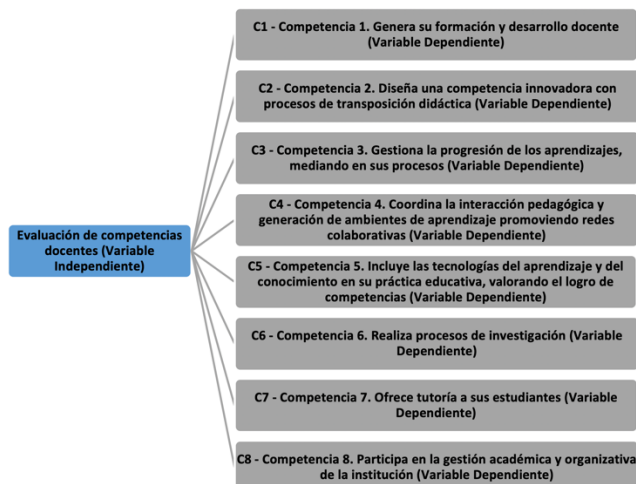 C1 - Competencia 1. Genera su formación y desarrollo docente
(Variable Dependiente)
C2 - Competencia 2. Diseña una competencia innovadora con
procesos de transposición didáctica (Variable Dependiente)
C3 - Competencia 3. Gestiona la progresión de los aprendizajes,
mediando en sus procesos (Variable Dependiente)
C4 - Competencia 4. Coordina la interacción pedagógica y
generación de ambientes de aprendizaje promoviendo redes
colaborativas (Variable Dependiente)
Evaluación de competencias
docentes (Variable
Independiente)
C5 - Competencia 5. Incluye las tecnologías del aprendizaje y del
conocimiento en su práctica educativa, valorando el logro de
competencias (Variable Dependiente)
C6 - Competencia 6. Realiza procesos de investigación (Variable
Dependiente)
C7 - Competencia 7. Ofrece tutoría a sus estudiantes (Variable
Dependiente)
C8 - Competencia 8. Participa en la gestión académica y organizativa
de la institución (Variable Dependiente)